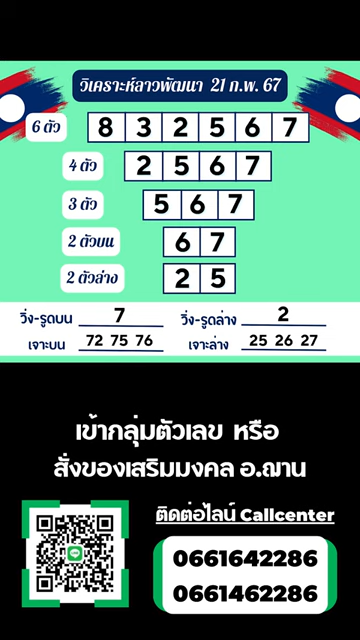 วิเคราะห์ลาวพัฒนา 21 ก.พ. 67
6 ตัว 8 3 2 5 6 7
4 ตัว 2 5 6 7
3 ตัว 5 6 7
2 ตัวบน 6 7
2 ตัวล่าง 2 5
วิ่ง-รูดบน 7 วิ่ง-รูดล่าง 2
เจาะบน 72 75 76 เจาะล่าง 25 26 27
เข้ากลุ่มตัวเลข หรือ
สั่งของเสริมมงคล อ.ฌาน
ติดต่อไลน์ Callcenter
0661642286
0661462286